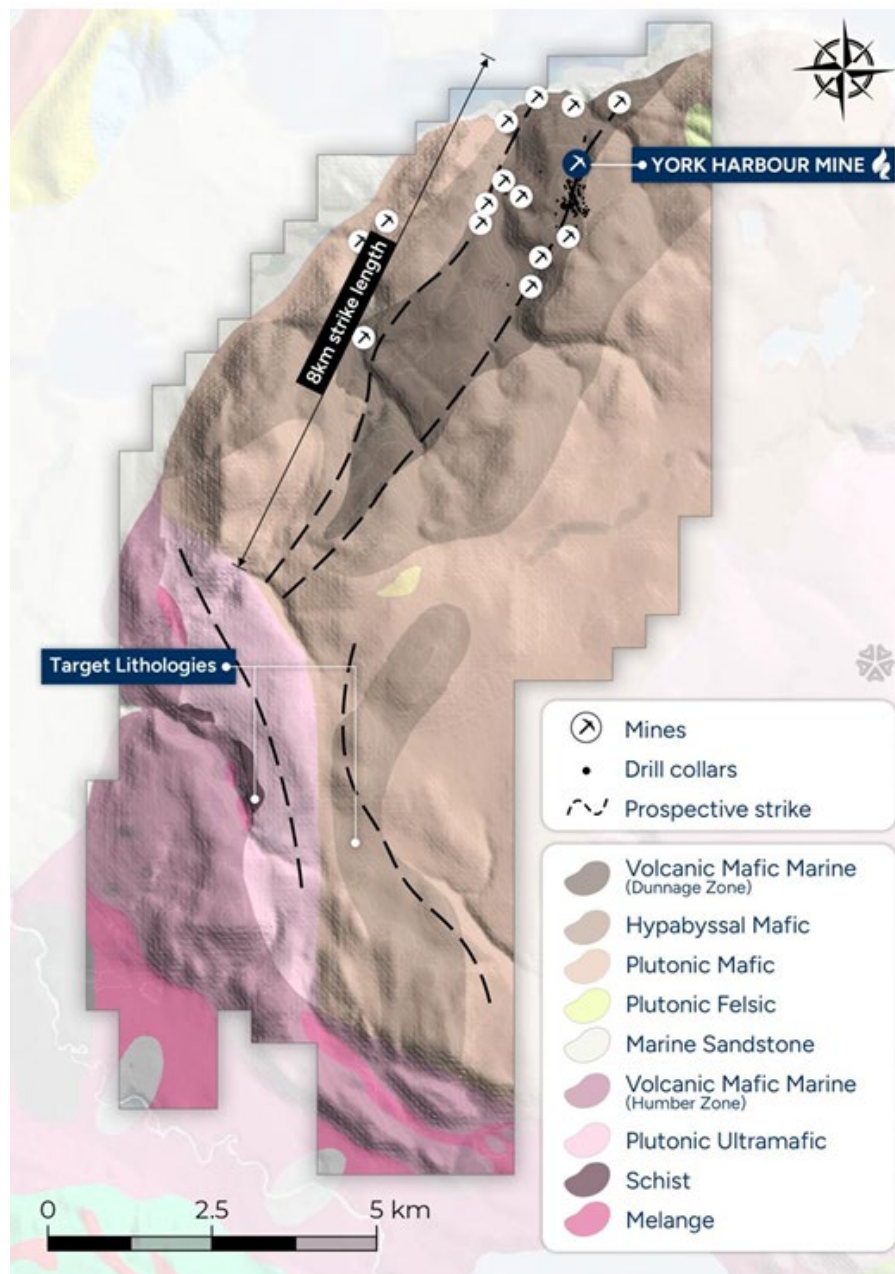 YORK HARBOUR MINE
8km strike length
Target Lithologies
Mines
Drill collars
Prospective strike
Volcanic Mafic Marine
(Dunnage Zone)
Hypabyssal Mafic
Plutonic Mafic
Plutonic Felsic
Marine Sandstone
Volcanic Mafic Marine
(Humber Zone)
Plutonic Ultramafic
Schist
Melange
0 2.5 5 km